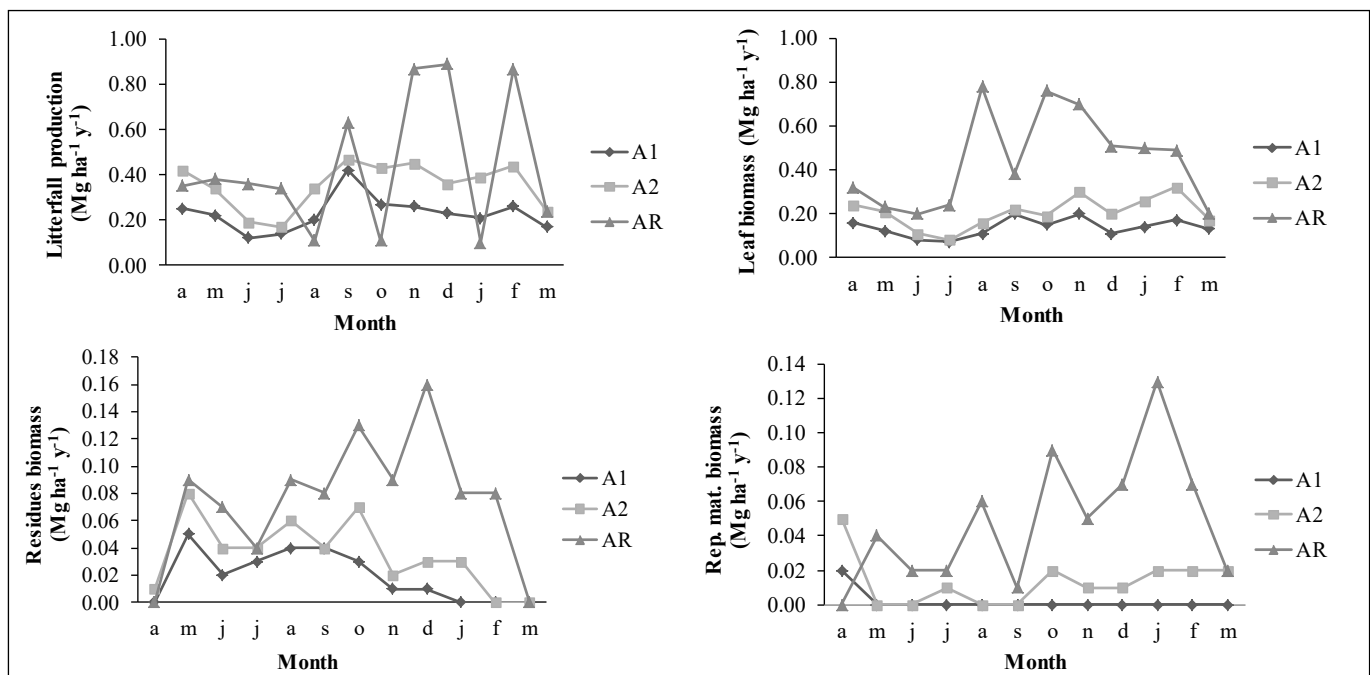 Litterfall production
(Mg ha⁻¹ y⁻¹)
1.00
0.80
0.60
0.40
0.20
0.00
a m j j a s o n d j f m
Month
A1
A2
AR
Leaf biomass (Mg ha⁻¹ y⁻¹)
1.00
0.80
0.60
0.40
0.20
0.00
a m j j a s o n d j f m
Month
A1
A2
AR
Residues biomass
(Mg ha⁻¹ y⁻¹)
0.18
0.16
0.14
0.12
0.10
0.08
0.06
0.04
0.02
0.00
a m j j a s o n d j f m
Month
A1
A2
AR
Rep. mat. biomass
(Mg ha⁻¹ y⁻¹)
0.14
0.12
0.10
0.08
0.06
0.04
0.02
0.00
a m j j a s o n d j f m
Month
A1
A2
AR